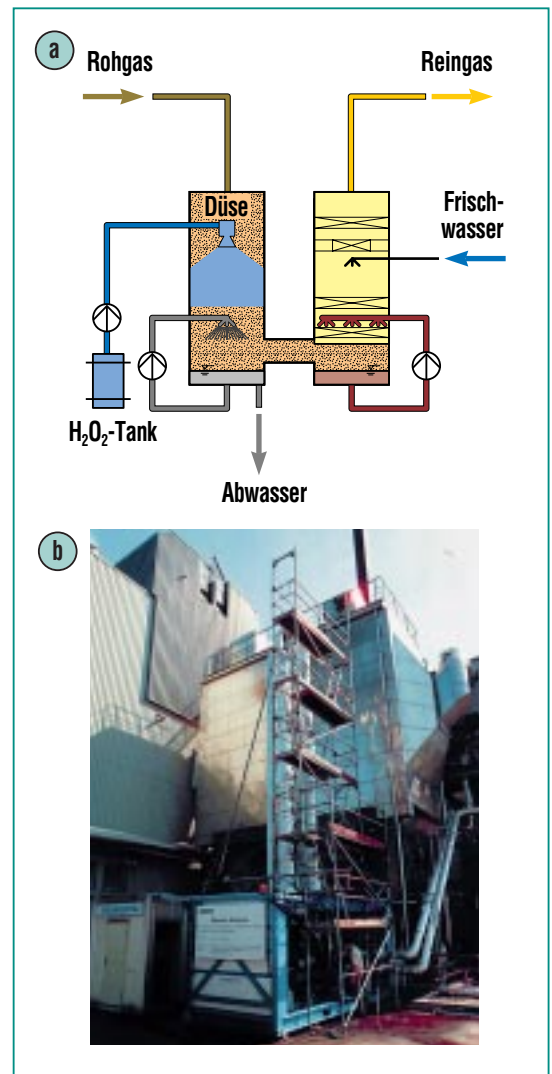 a
Rohgas
Reingas
Düse
Frisch-
wasser
H₂O₂-Tank
Abwasser
b